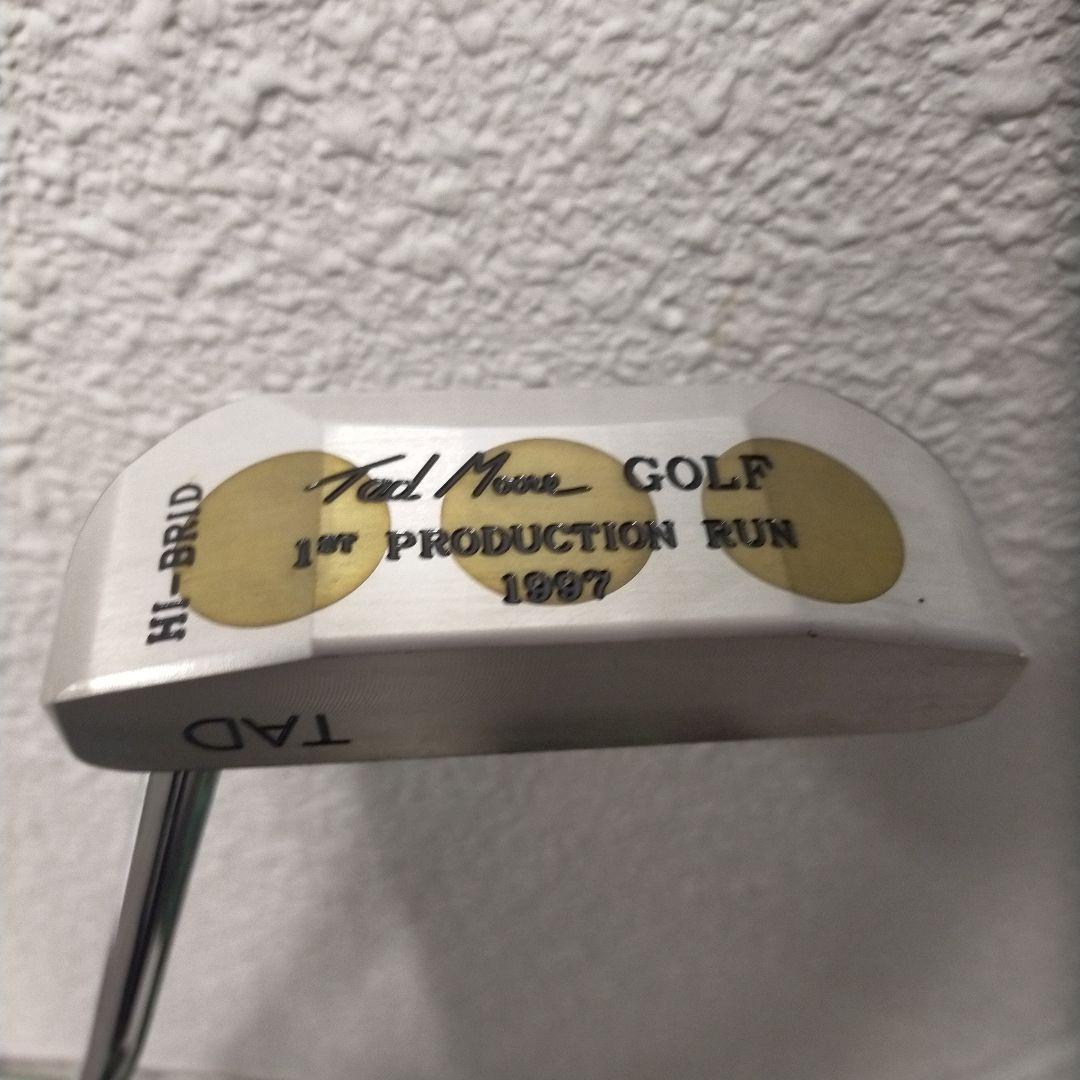 Tad Moore GOLF
1ST PRODUCTION RUN
1997
HI-BRID
TAD